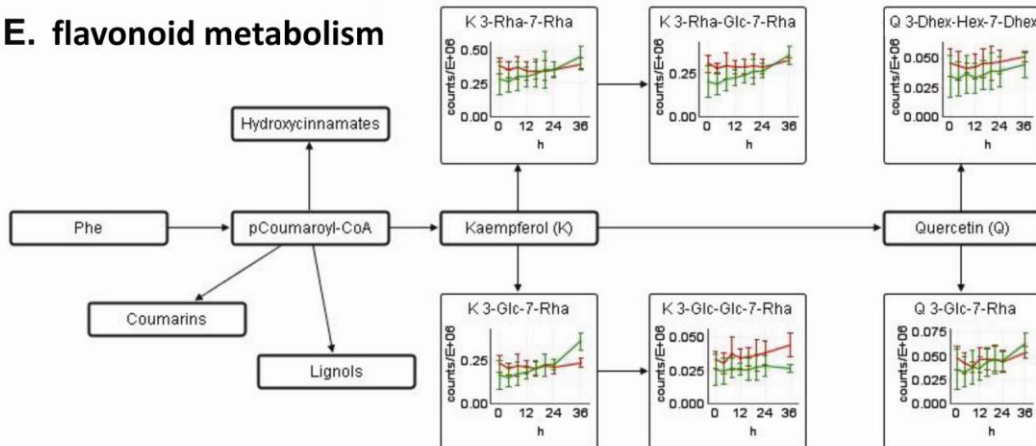 E. flavonoid metabolism
K 3-Rha-7-Rha
counts/E+06
0.50
0.25
0.00
0 12 24 36
h
K 3-Rha-Glc-7-Rha
counts/E+06
0.25
0.00
0 12 24 36
h
Q 3-Dhex-Hex-7-Dhex
counts/E+06
0.050
0.025
0.000
0 12 24 36
h
Hydroxycinnamates
Phe
pCoumaroyl-CoA
Kaempferol (K)
Quercetin (Q)
Coumarins
Lignols
K 3-Glc-7-Rha
counts/E+06
0.25
0.00
0 12 24 36
h
K 3-Glc-Glc-7-Rha
counts/E+06
0.050
0.025
0.000
0 12 24 36
h
Q 3-Glc-7-Rha
counts/E+06
0.075
0.050
0.025
0.000
0 12 24 36
h